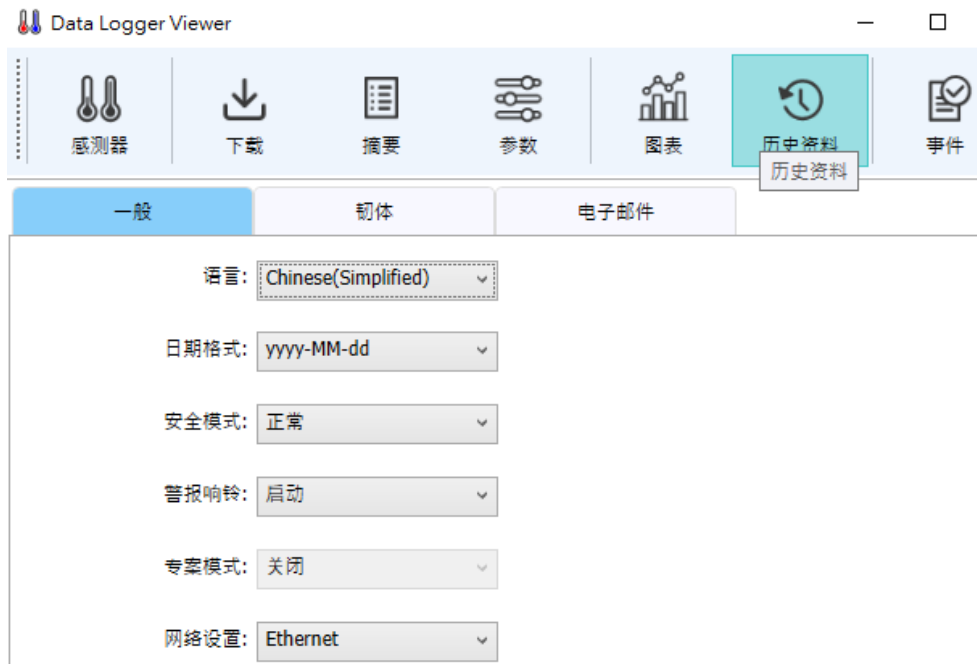 Data Logger Viewer
感测器 下载 摘要 参数 图表 历史资料 事件
历史资料
一般 韧体 电子邮件
语言: Chinese(Simplified)
日期格式: yyyy-MM-dd
安全模式: 正常
警报响铃: 启动
专案模式: 关闭
网络设置: Ethernet